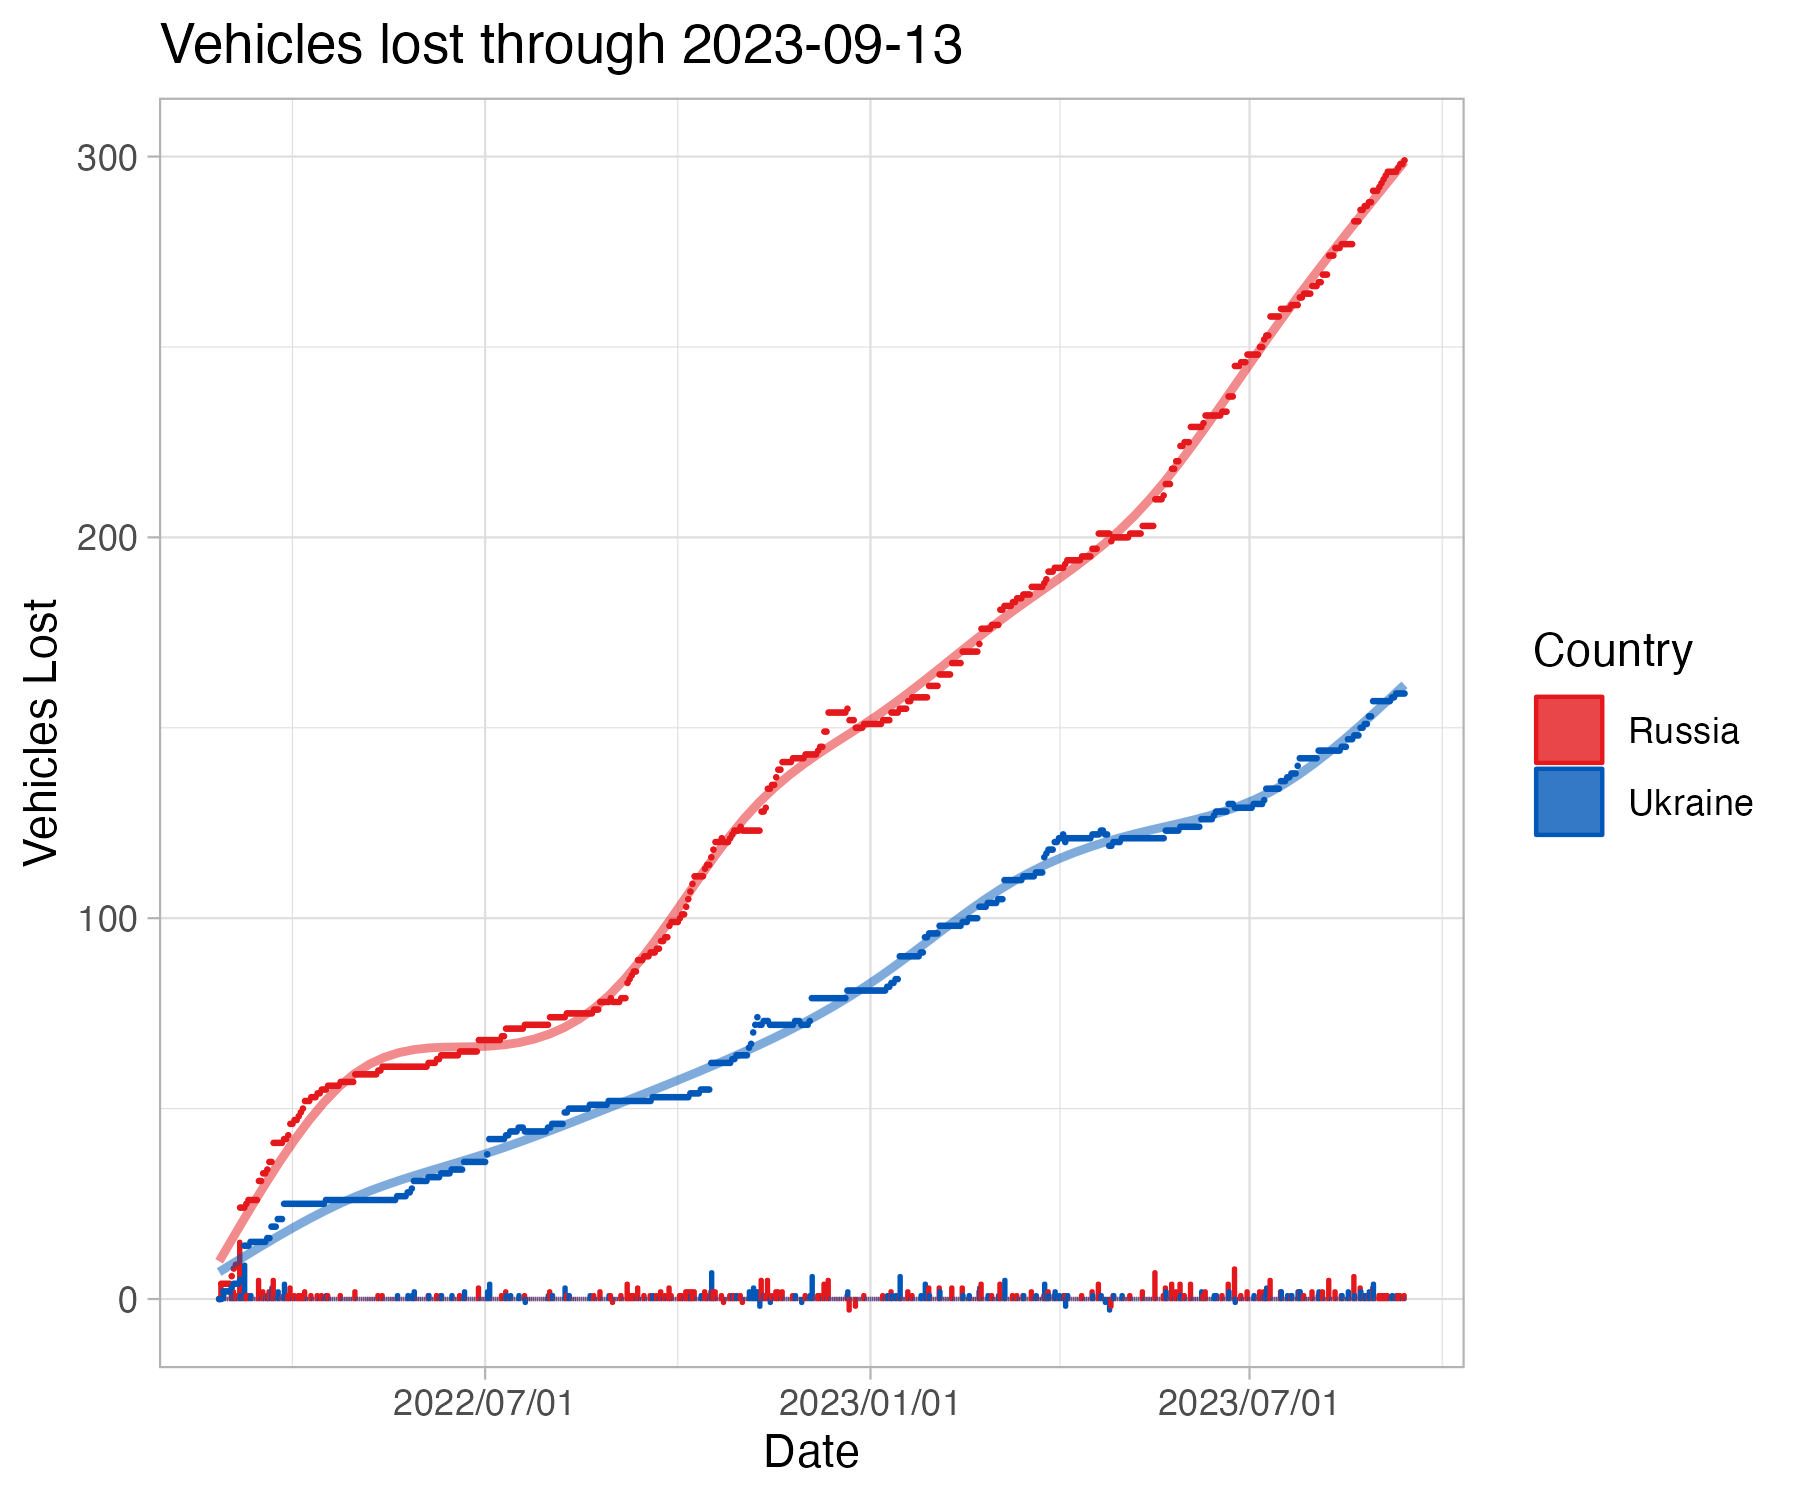 Vehicles lost through 2023-09-13
Vehicles Lost
300
200
100
0
2022/07/01
2023/01/01
2023/07/01
Date
Country
Russia
Ukraine